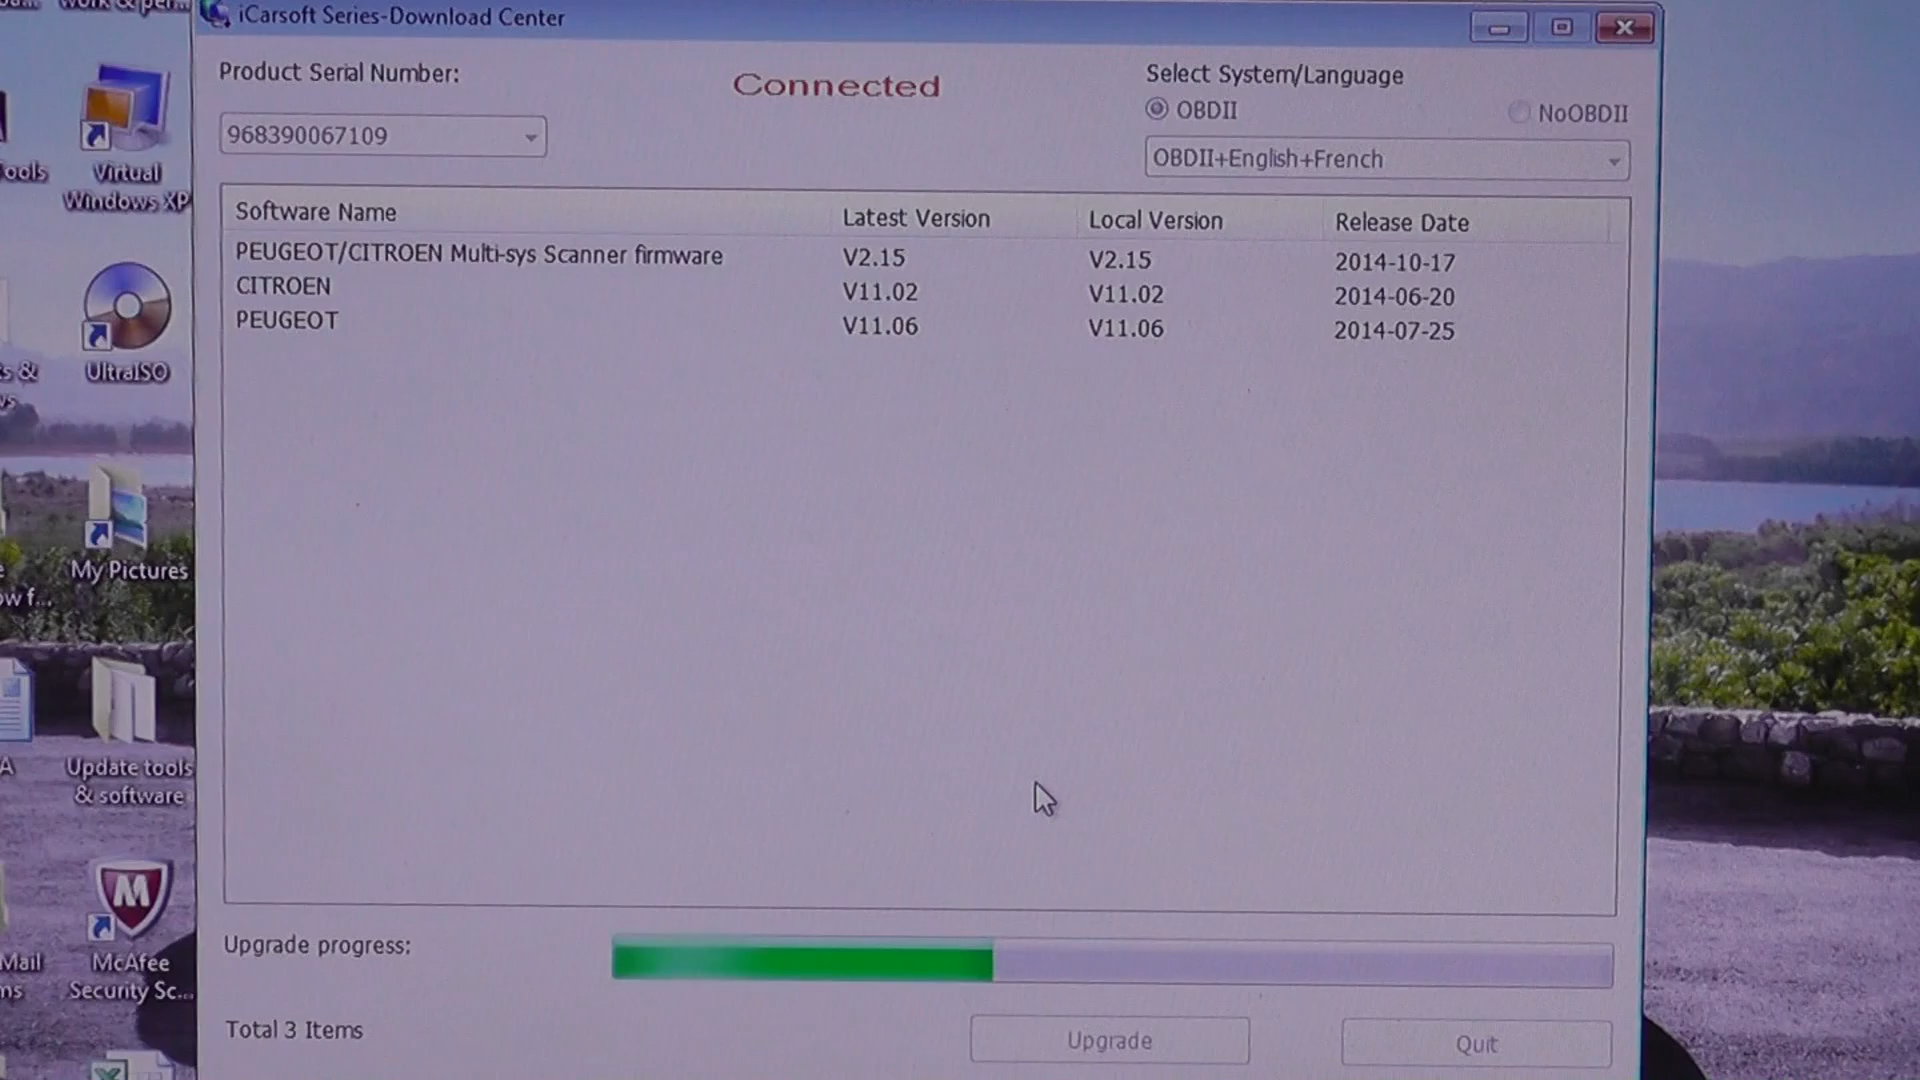 iCarsoft Series-Download Center
Product Serial Number:
Connected
Select System/Language
OBDII
NoOBDII
968390067109
OBDII+English+French
Software Name Latest Version Local Version Release Date
PEUGEOT/CITROEN Multi-sys Scanner firmware V2.15 V2.15 2014-10-17
CITROEN V11.02 V11.02 2014-06-20
PEUGEOT V11.06 V11.06 2014-07-25
Upgrade progress:
Total 3 Items
Upgrade
Quit
Virtual
Windows XP
UltraISO
My Pictures
Update tools
& software
McAfee
Security Sc...
ools
Mail